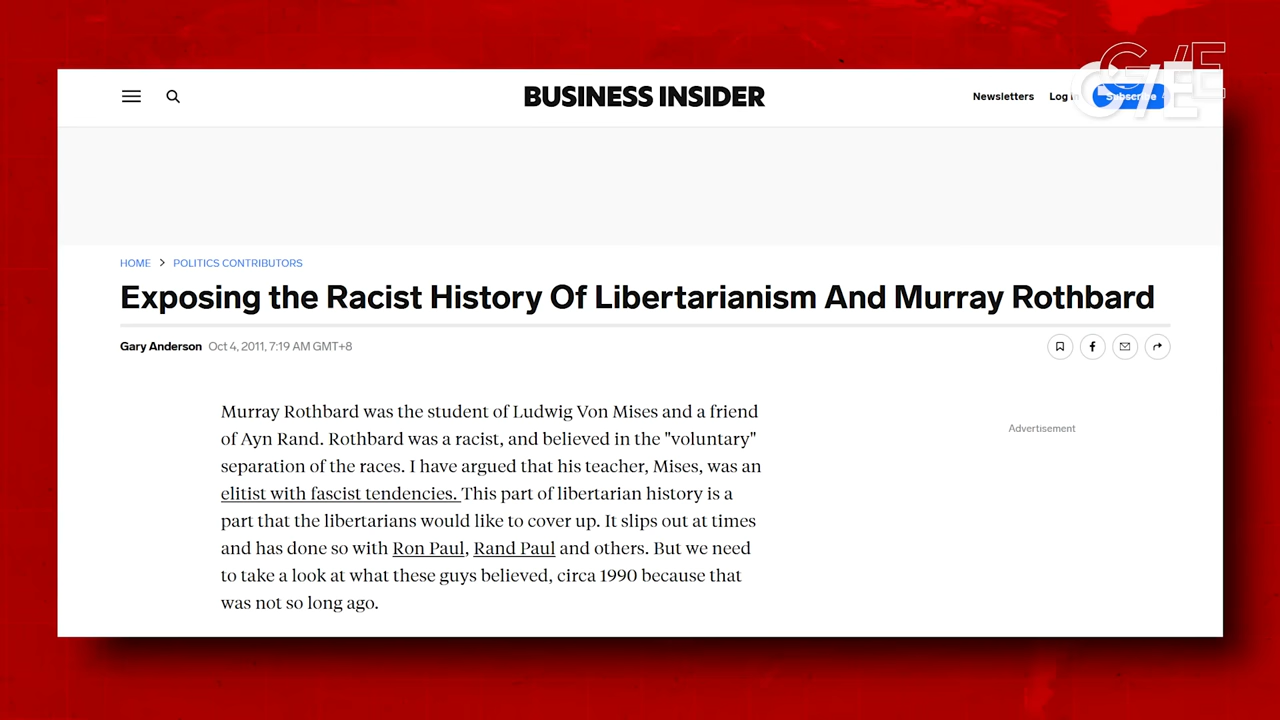 G/E
BUSINESS INSIDER
Newsletters Log in Subscribe
HOME > POLITICS CONTRIBUTORS
Exposing the Racist History Of Libertarianism And Murray Rothbard
Gary Anderson Oct 4, 2011, 7:19 AM GMT+8
Murray Rothbard was the student of Ludwig Von Mises and a friend
of Ayn Rand. Rothbard was a racist, and believed in the "voluntary"
separation of the races. I have argued that his teacher, Mises, was an
elitist with fascist tendencies. This part of libertarian history is a
part that the libertarians would like to cover up. It slips out at times
and has done so with Ron Paul, Rand Paul and others. But we need
to take a look at what these guys believed, circa 1990 because that
was not so long ago.
Advertisement